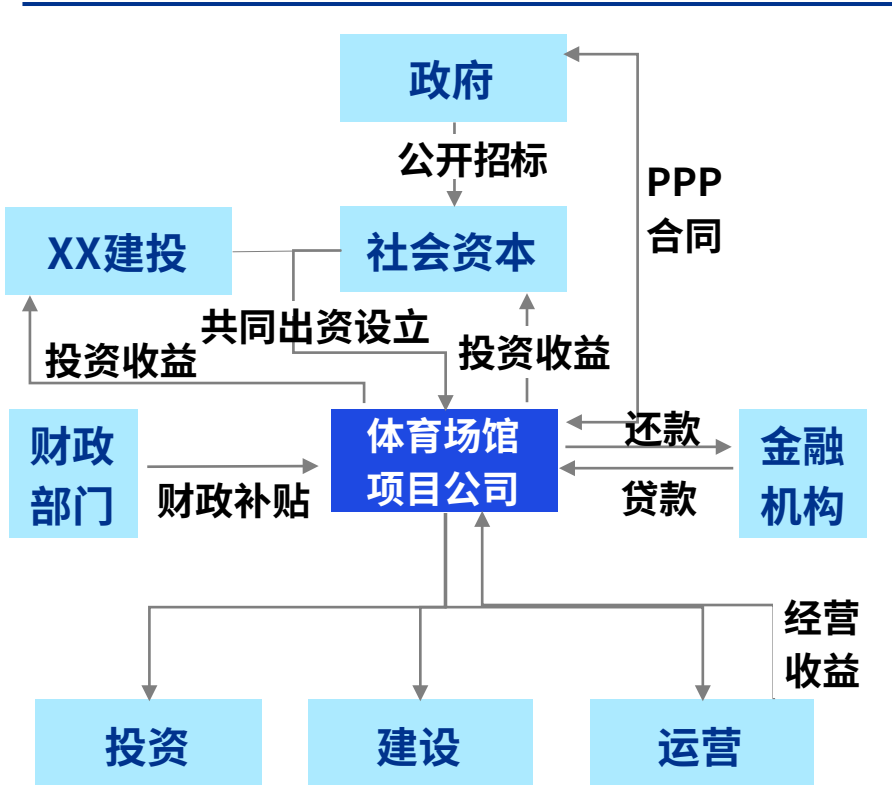 政府
公开招标
PPP
合同
XX建投
社会资本
共同出资设立
投资收益
投资收益
财政
部门
财政补贴
体育场馆
项目公司
还款
贷款
金融
机构
经营
收益
投资
建设
运营